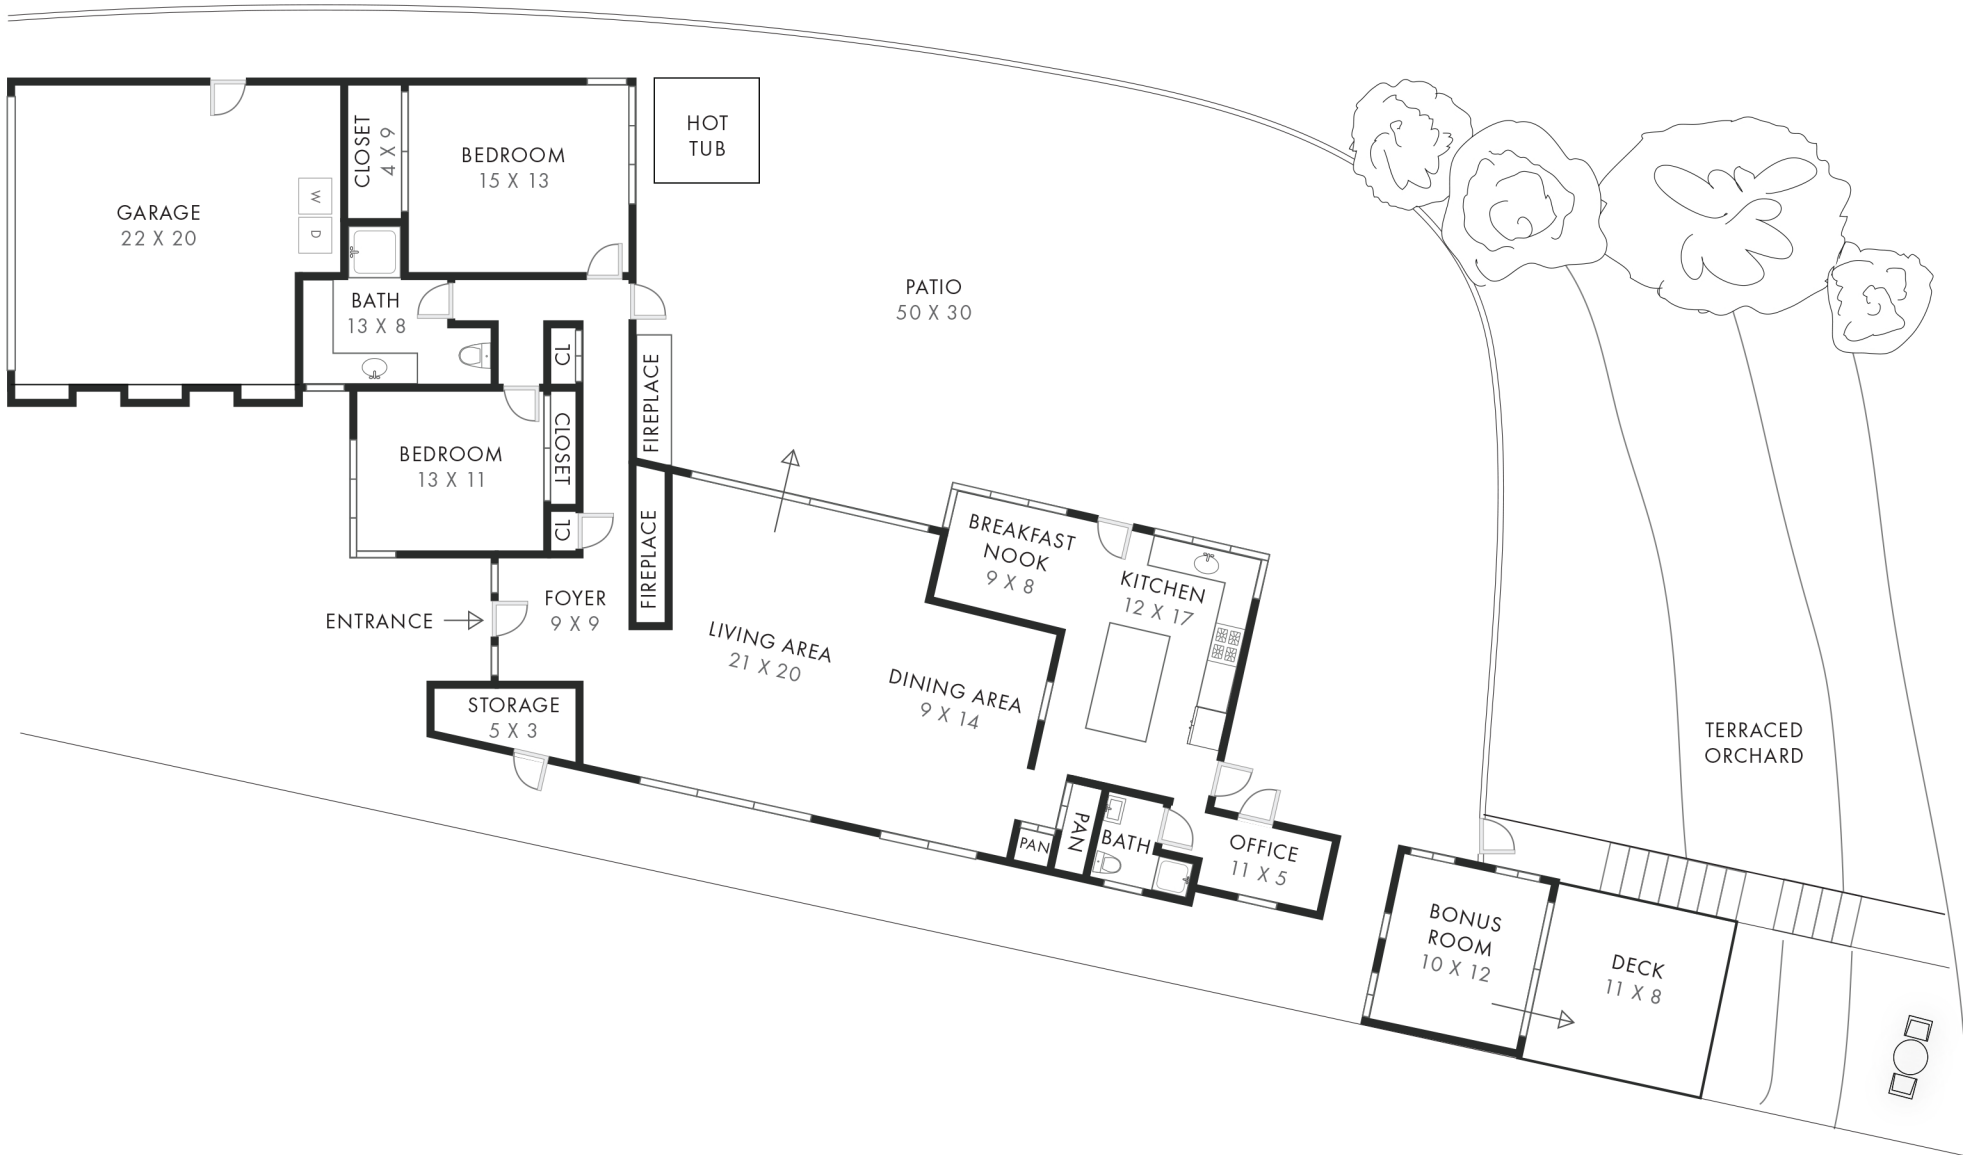 GARAGE
22 X 20
W
D
CLOSET
4 X 9
BEDROOM
15 X 13
HOT
TUB
BATH
13 X 8
CL
FIREPLACE
PATIO
50 X 30
BEDROOM
13 X 11
CLOSET
CL
FIREPLACE
ENTRANCE
FOYER
9 X 9
STORAGE
5 X 3
LIVING AREA
21 X 20
DINING AREA
9 X 14
BREAKFAST
NOOK
9 X 8
KITCHEN
12 X 17
PAN
PAN
BATH
OFFICE
11 X 5
TERRACED
ORCHARD
BONUS
ROOM
10 X 12
DECK
11 X 8